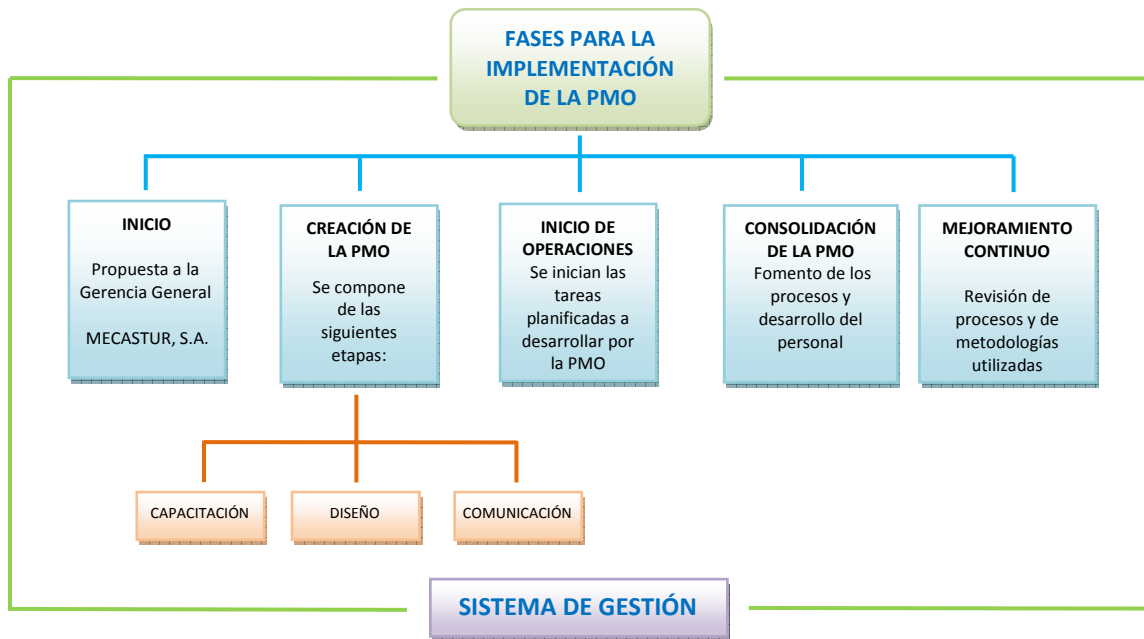 FASES PARA LA
IMPLEMENTACIÓN
DE LA PMO
INICIO
Propuesta a la
Gerencia General
MECASTUR, S.A.
CREACIÓN DE
LA PMO
Se compone
de las
siguientes
etapas:
INICIO DE
OPERACIONES
Se inician las
tareas
planificadas a
desarrollar por
la PMO
CONSOLIDACIÓN
DE LA PMO
Fomento de los
procesos y
desarrollo del
personal
MEJORAMIENTO
CONTINUO
Revisión de
procesos y de
metodologías
utilizadas
CAPACITACIÓN
DISEÑO
COMUNICACIÓN
SISTEMA DE GESTIÓN